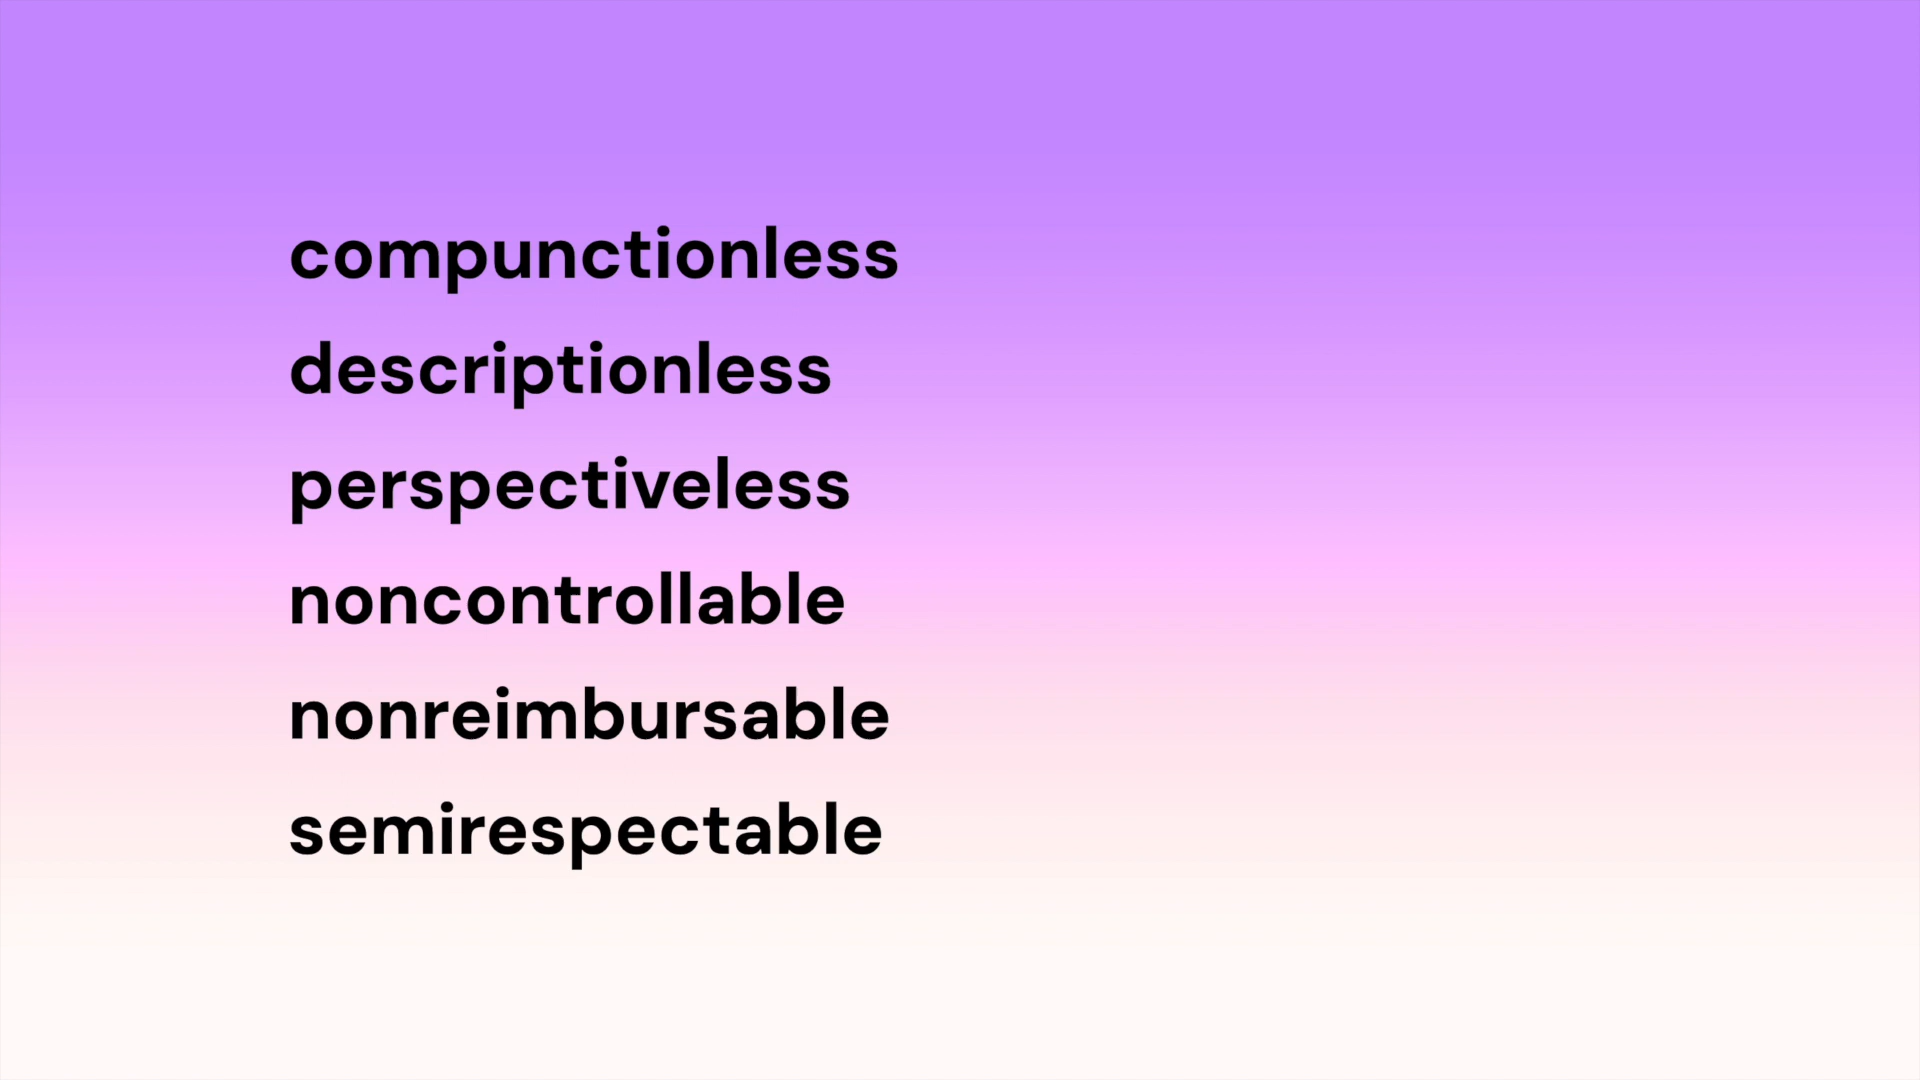 compunctionless
descriptionless
perspectiveless
noncontrollable
nonreimbursable
semirespectable